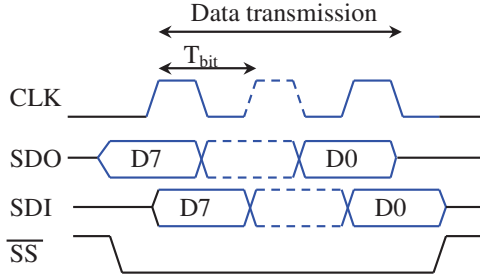 Data transmission
T_bit
CLK
SDO D7 D0
SDI D7 D0
SS